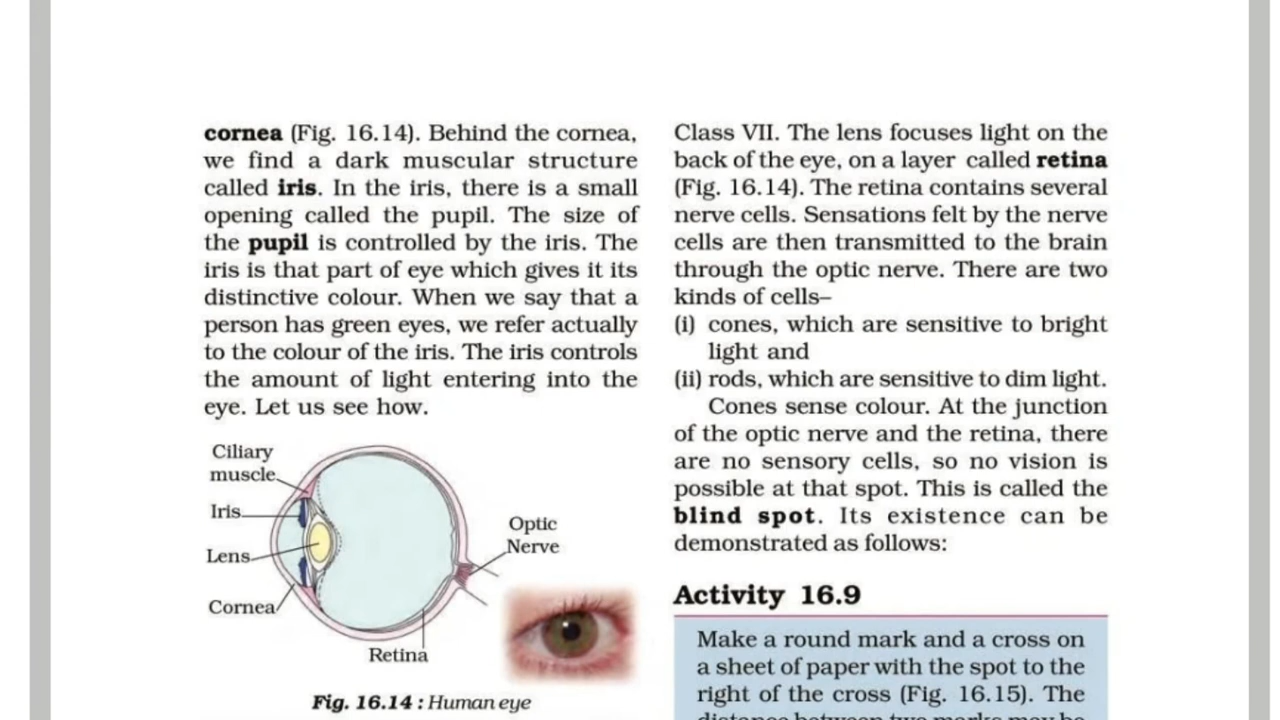 cornea (Fig. 16.14). Behind the cornea,
we find a dark muscular structure
called iris. In the iris, there is a small
opening called the pupil. The size of
the pupil is controlled by the iris. The
iris is that part of eye which gives it its
distinctive colour. When we say that a
person has green eyes, we refer actually
to the colour of the iris. The iris controls
the amount of light entering into the
eye. Let us see how.
Ciliary
muscle
Iris
Lens
Cornea
Optic
Nerve
Retina
Fig. 16.14 : Human eye
Class VII. The lens focuses light on the
back of the eye, on a layer called retina
(Fig. 16.14). The retina contains several
nerve cells. Sensations felt by the nerve
cells are then transmitted to the brain
through the optic nerve. There are two
kinds of cells–
(i) cones, which are sensitive to bright
light and
(ii) rods, which are sensitive to dim light.
Cones sense colour. At the junction
of the optic nerve and the retina, there
are no sensory cells, so no vision is
possible at that spot. This is called the
blind spot. Its existence can be
demonstrated as follows:
Activity 16.9
Make a round mark and a cross on
a sheet of paper with the spot to the
right of the cross (Fig. 16.15). The
distance between two marks may be